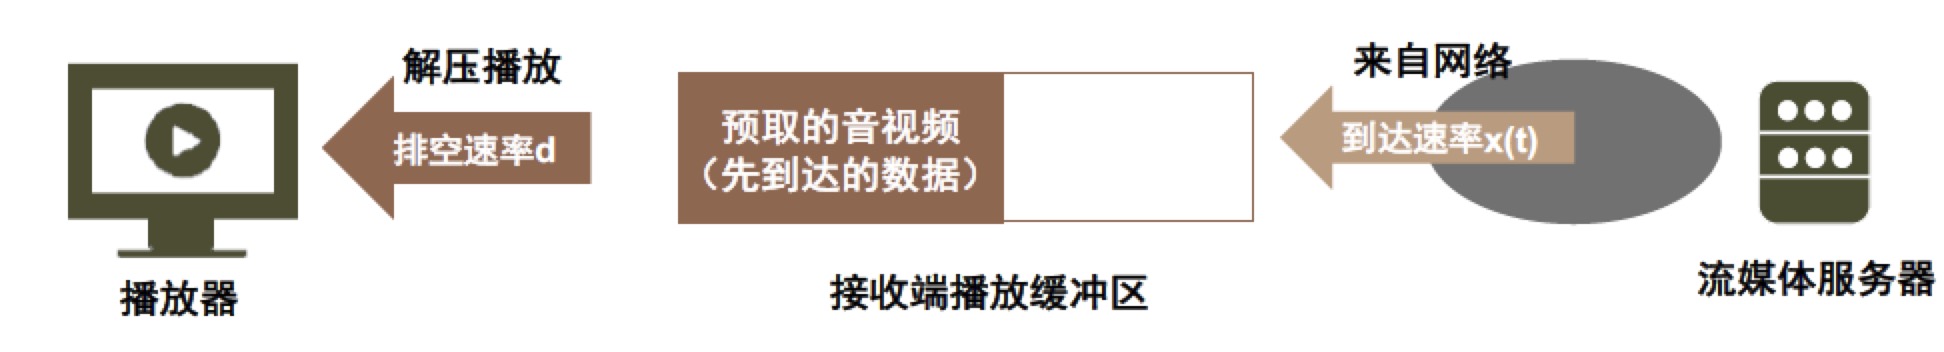 解压播放
排空速率d
播放器
预取的音视频
（先到达的数据）
接收端播放缓冲区
来自网络
到达速率x(t)
流媒体服务器